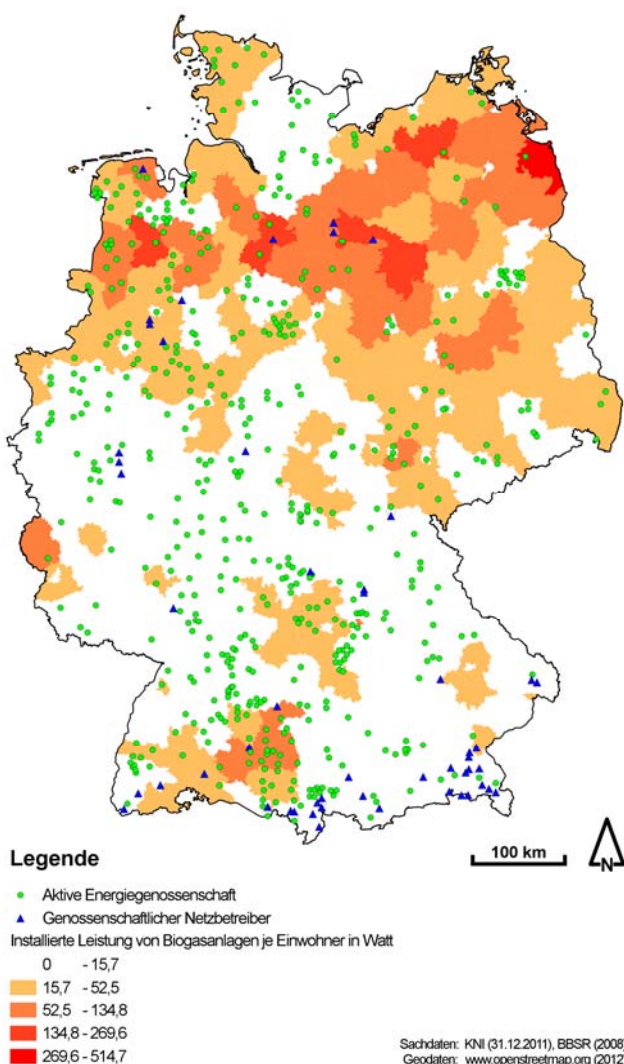 Legende
100 km
N
Aktive Energiegenossenschaft
Genossenschaftlicher Netzbetreiber
Installierte Leistung von Biogasanlagen je Einwohner in Watt
0 - 15,7
15,7 - 52,5
52,5 - 134,8
134,8 - 269,6
269,6 - 514,7
Sachdaten: KNI (31.12.2011), BBSR (2008)
Geodaten: www.openstreetmap.org (2012